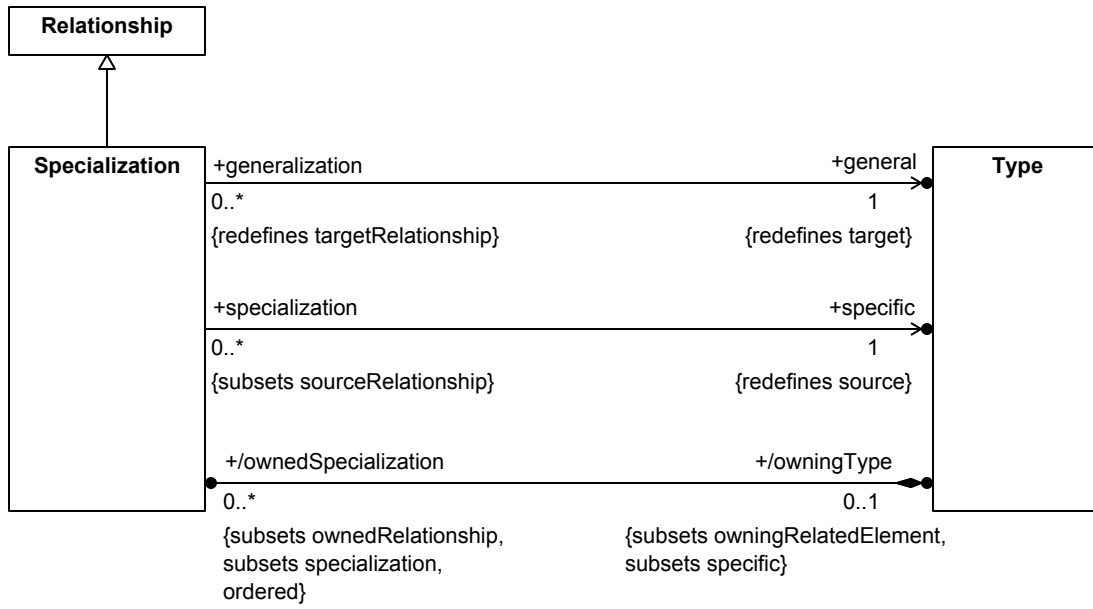 Relationship
Specialization
Type
+generalization
+general
0..*
1
{redefines targetRelationship}
{redefines target}
+specialization
+specific
0..*
1
{subsets sourceRelationship}
{redefines source}
+/ownedSpecialization
+/owningType
0..*
0..1
{subsets ownedRelationship,
subsets specialization,
ordered}
{subsets owningRelatedElement,
subsets specific}